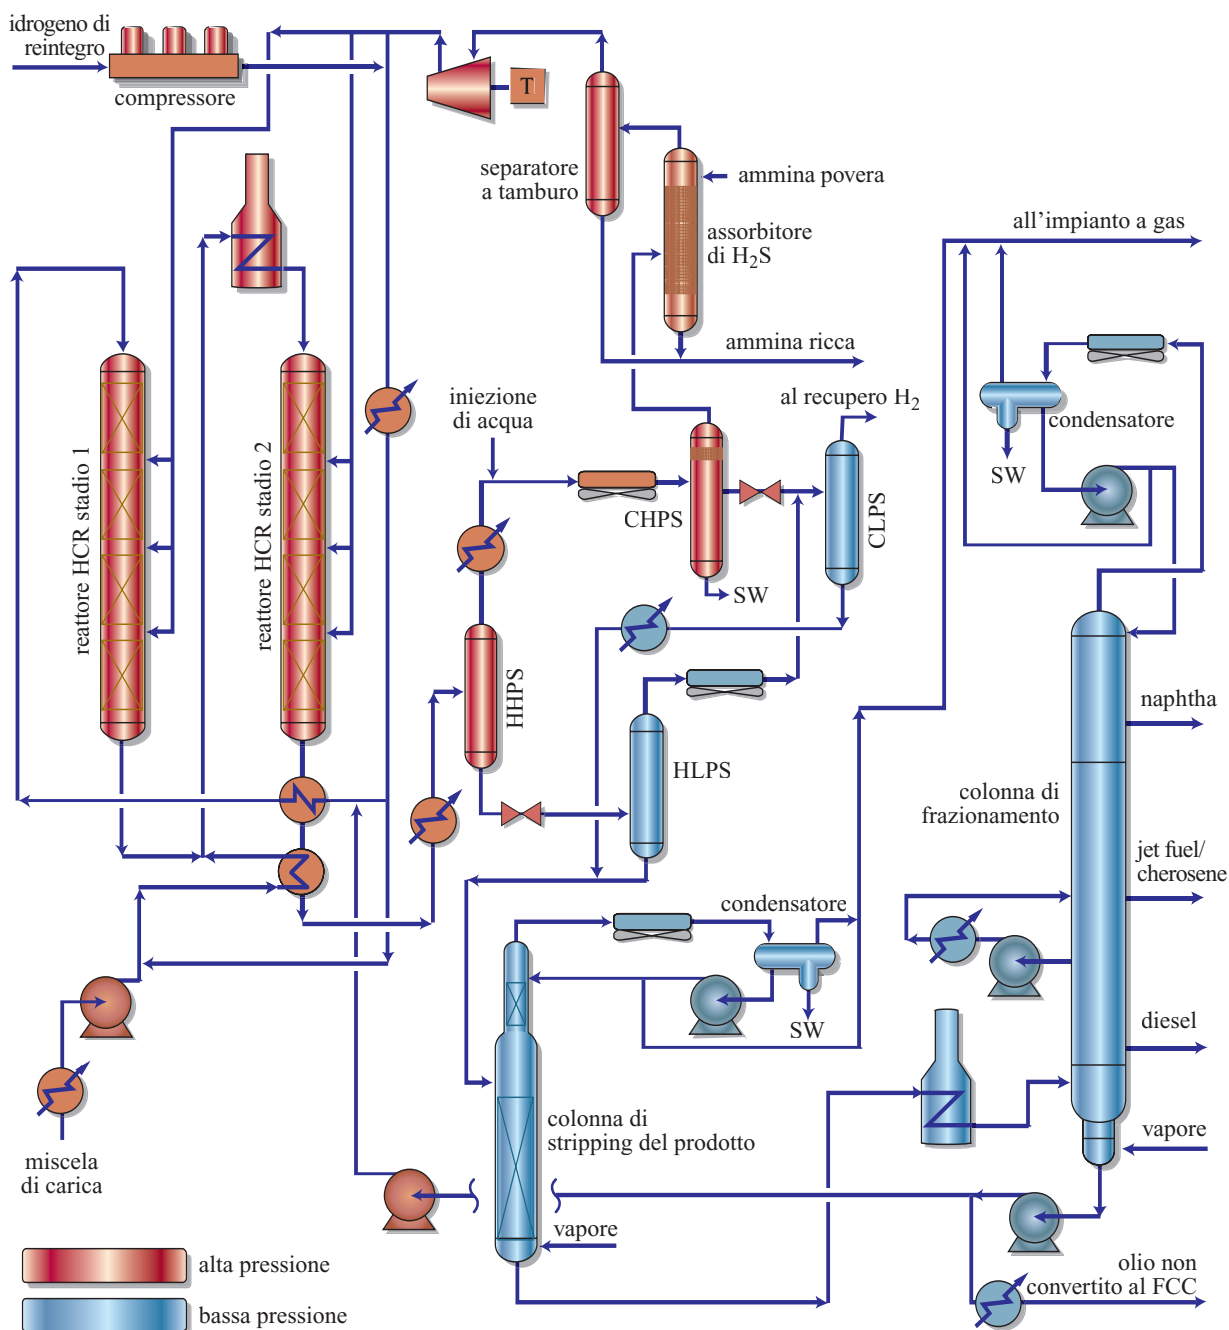 idrogeno di
reintegro
compressore
T
separatore
a tamburo
ammina povera
assorbitore
di H₂S
all'impianto a gas
ammina ricca
iniezione
di acqua
al recupero H₂
condensatore
SW
reattore HCR stadio 1
reattore HCR stadio 2
CHPS
CLPS
SW
HHPS
HLPS
naphtha
colonna di
frazionamento
jet fuel/
cherosene
condensatore
SW
diesel
colonna di
stripping del prodotto
vapore
miscela
di carica
vapore
alta pressione
bassa pressione
olio non
convertito al FCC